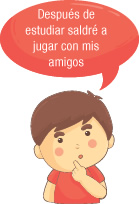 Después de
estudiar saldré a
jugar con mis
amigos